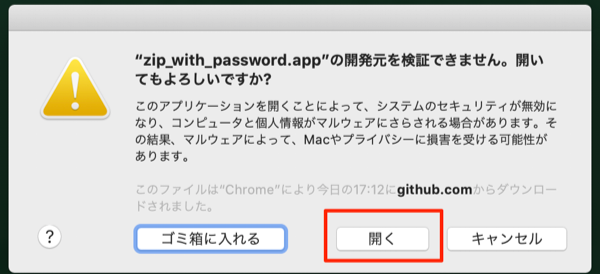 “zip_with_password.app”の開発元を検証できません。開い
てもよろしいですか?
このアプリケーションを開くことによって、システムのセキュリティが無効に
なり、コンピュータと個人情報がマルウェアにさらされる場合があります。そ
の結果、マルウェアによって、Macやプライバシーに損害を受ける可能性が
あります。
このファイルは“Chrome”により今日の17:12にgithub.comからダウンロー
ドされました。
? ゴミ箱に入れる 開く キャンセル